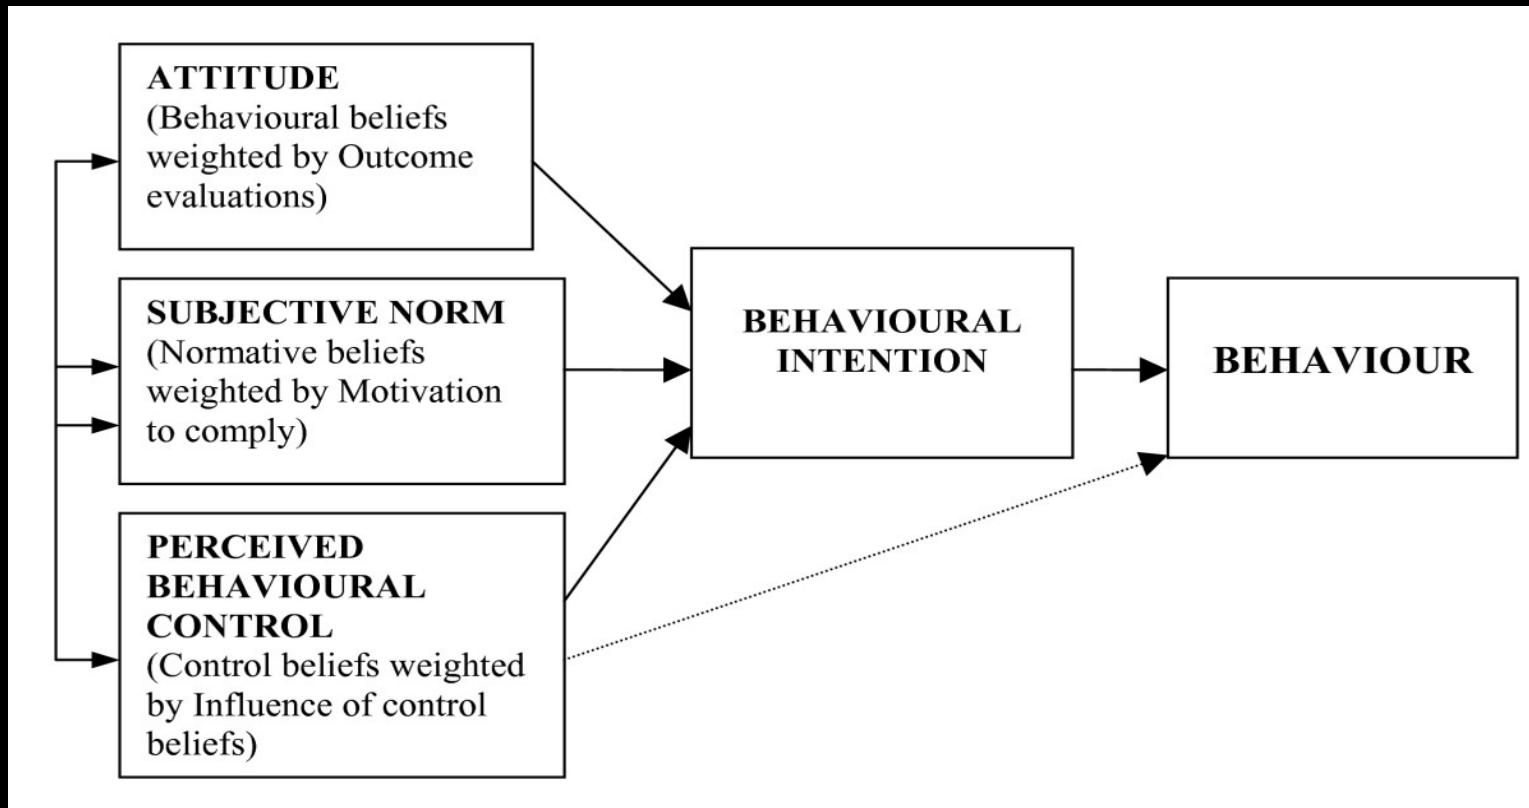 ATTITUDE
(Behavioural beliefs
weighted by Outcome
evaluations)
SUBJECTIVE NORM
(Normative beliefs
weighted by Motivation
to comply)
PERCEIVED
BEHAVIOURAL
CONTROL
(Control beliefs weighted
by Influence of control
beliefs)
BEHAVIOURAL
INTENTION
BEHAVIOUR